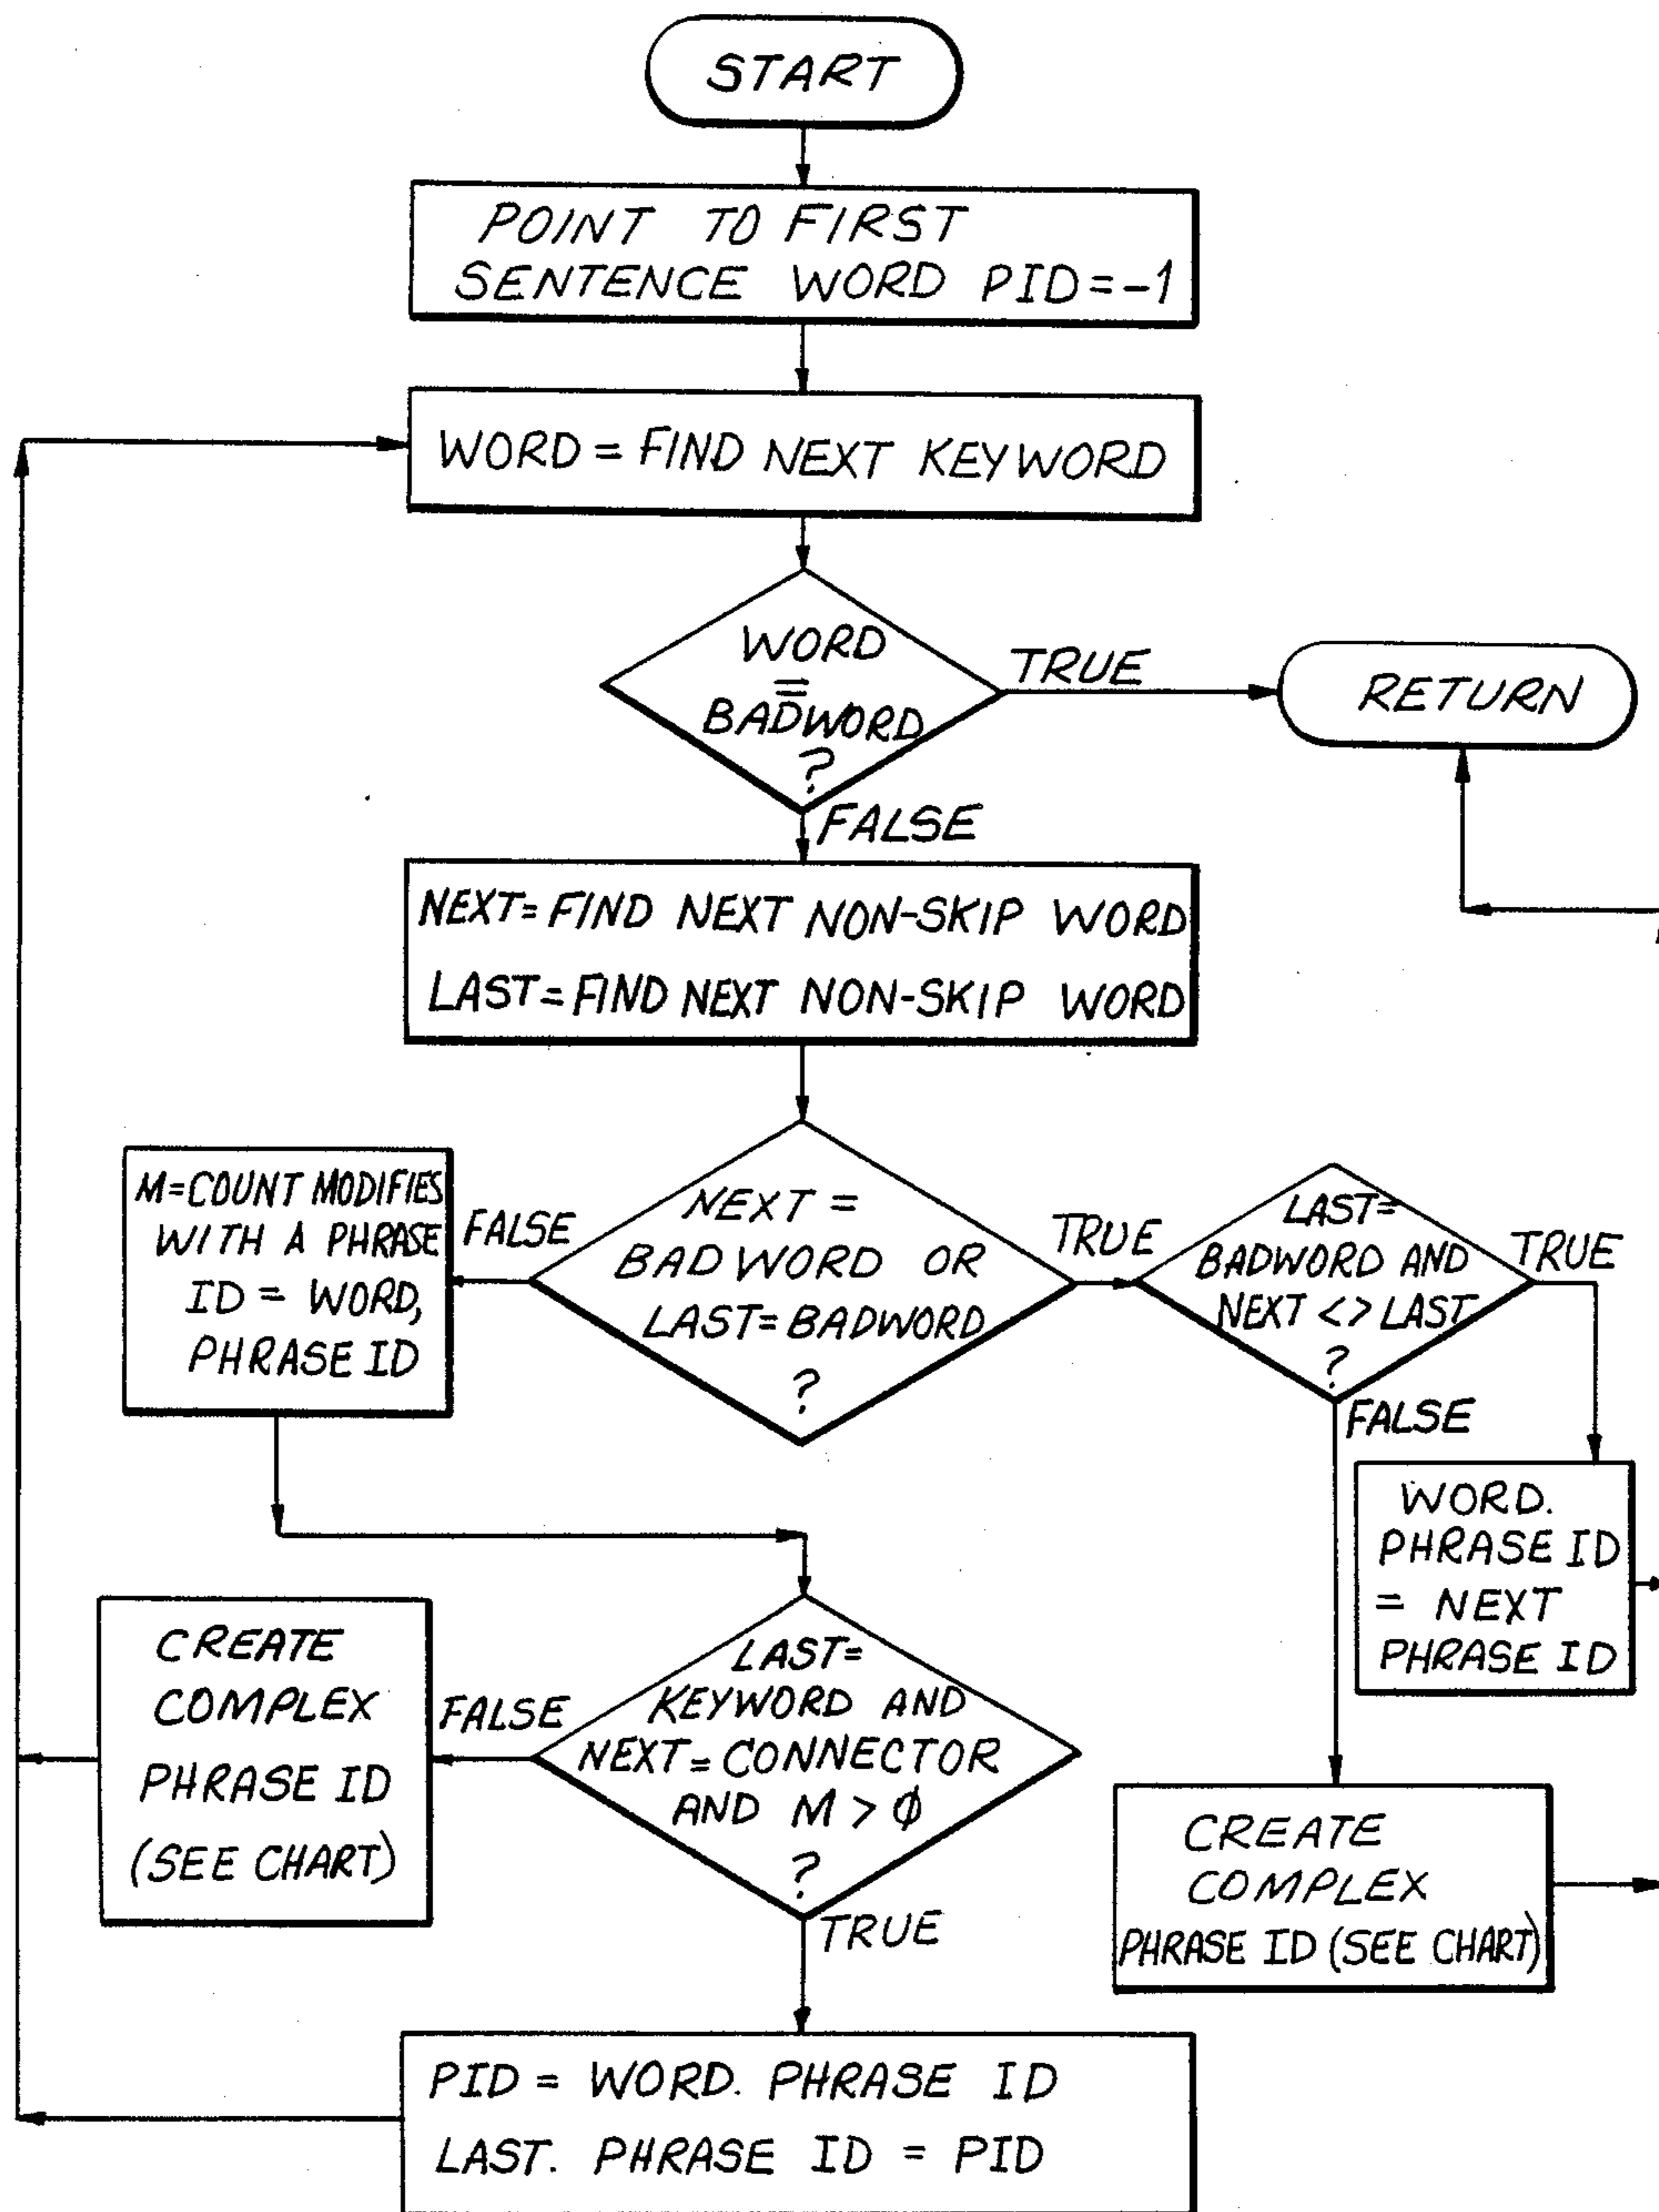 START
POINT TO FIRST
SENTENCE WORD PID=-1
WORD = FIND NEXT KEYWORD
WORD
=
BADWORD
?
TRUE
RETURN
FALSE
NEXT=FIND NEXT NON-SKIP WORD
LAST=FIND NEXT NON-SKIP WORD
M=COUNT MODIFIES
WITH A PHRASE
ID = WORD,
PHRASE ID
FALSE
NEXT =
BAD WORD OR
LAST=BADWORD
?
TRUE
LAST=
BADWORD AND
NEXT <> LAST
?
TRUE
FALSE
WORD.
PHRASE ID
= NEXT
PHRASE ID
CREATE
COMPLEX
PHRASE ID
(SEE CHART)
FALSE
LAST=
KEYWORD AND
NEXT=CONNECTOR
AND M > Ø
?
TRUE
CREATE
COMPLEX
PHRASE ID (SEE CHART)
PID = WORD. PHRASE ID
LAST. PHRASE ID = PID